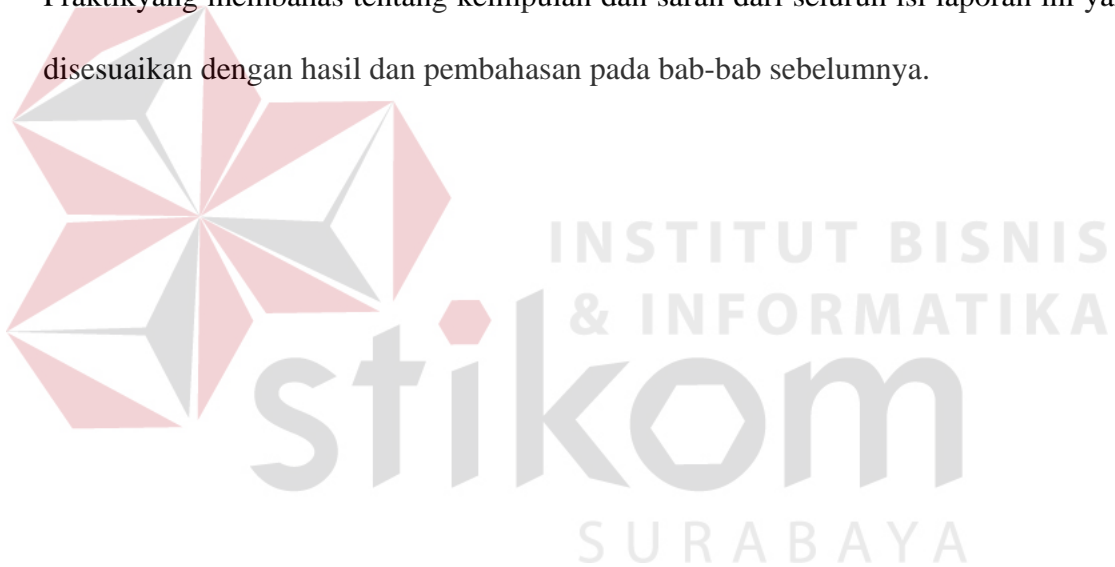 Praktikyang membahas tentang kesimpulan dan saran dari seluruh isi laporan ini ya
disesuaikan dengan hasil dan pembahasan pada bab-bab sebelumnya.
INSTITUT BISNIS
& INFORMATIKA
stikom
SURABAYA